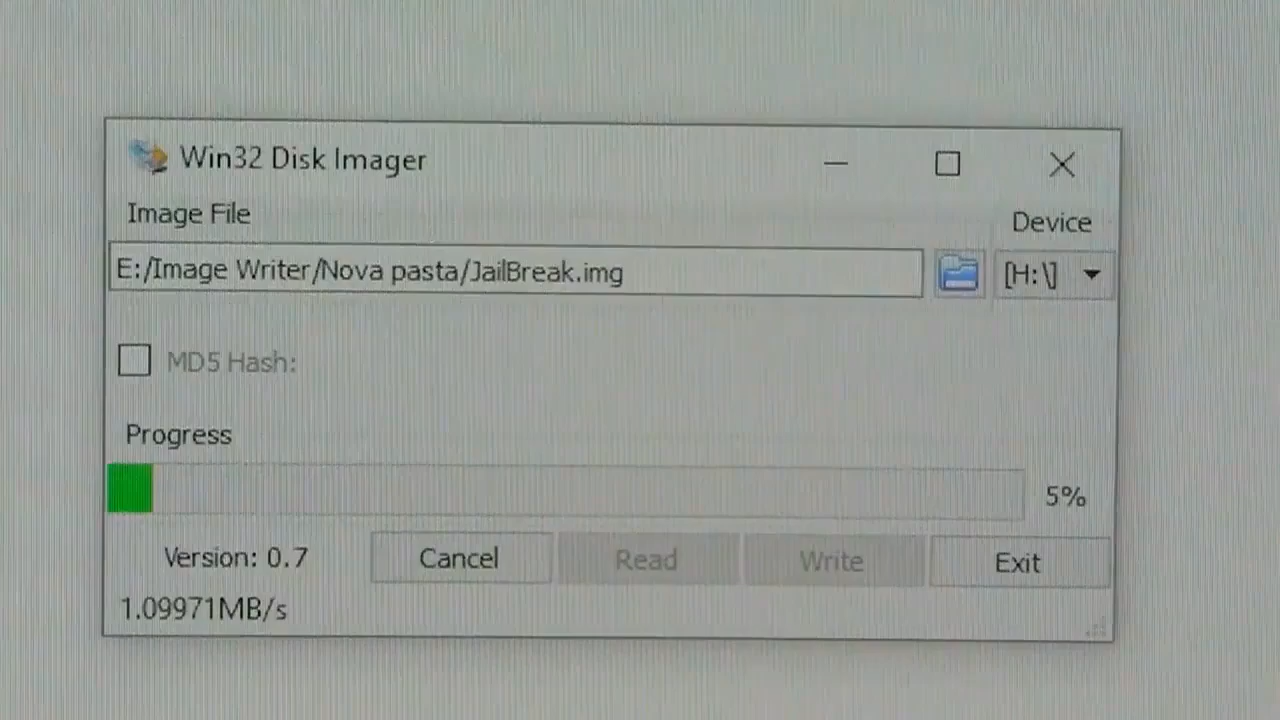 Win32 Disk Imager
Image File
Device
E:/Image Writer/Nova pasta/JailBreak.img
[H:\]
MD5 Hash:
Progress
5%
Version: 0.7
Cancel
Read
Write
Exit
1.09971MB/s